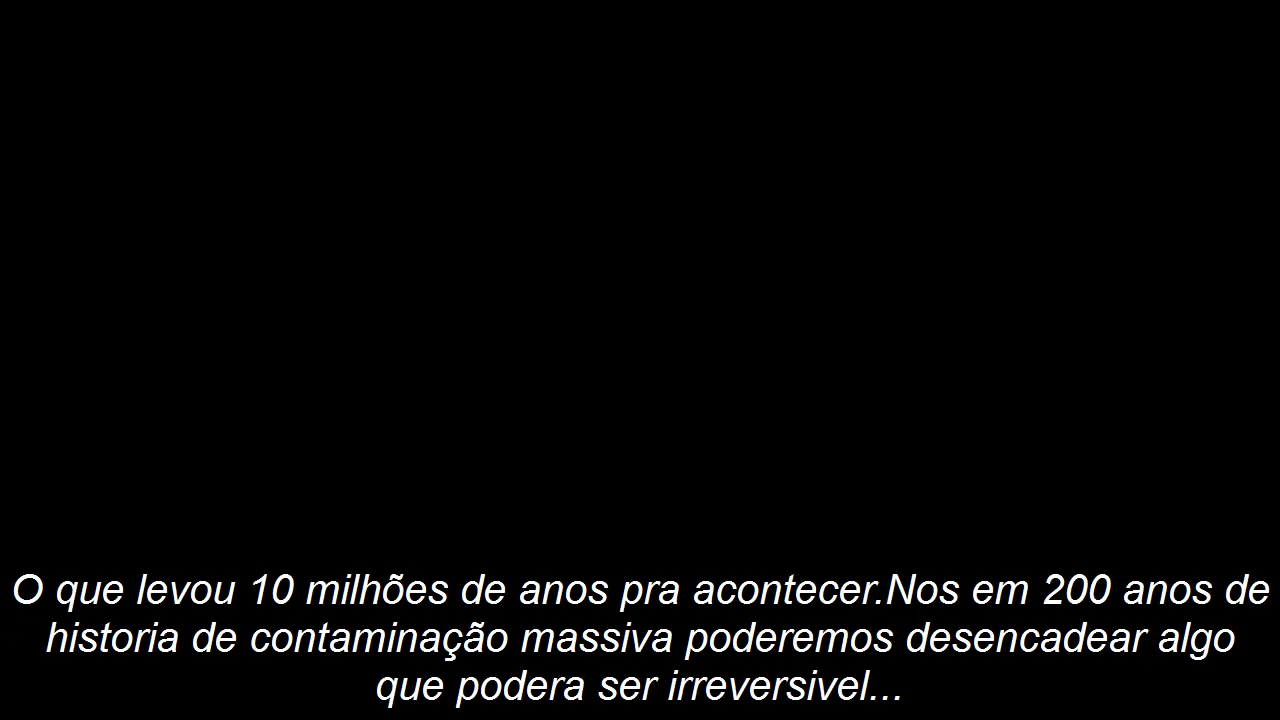 O que levou 10 milhões de anos pra acontecer.Nos em 200 anos de
historia de contaminação massiva poderemos desencadear algo
que podera ser irreversivel...